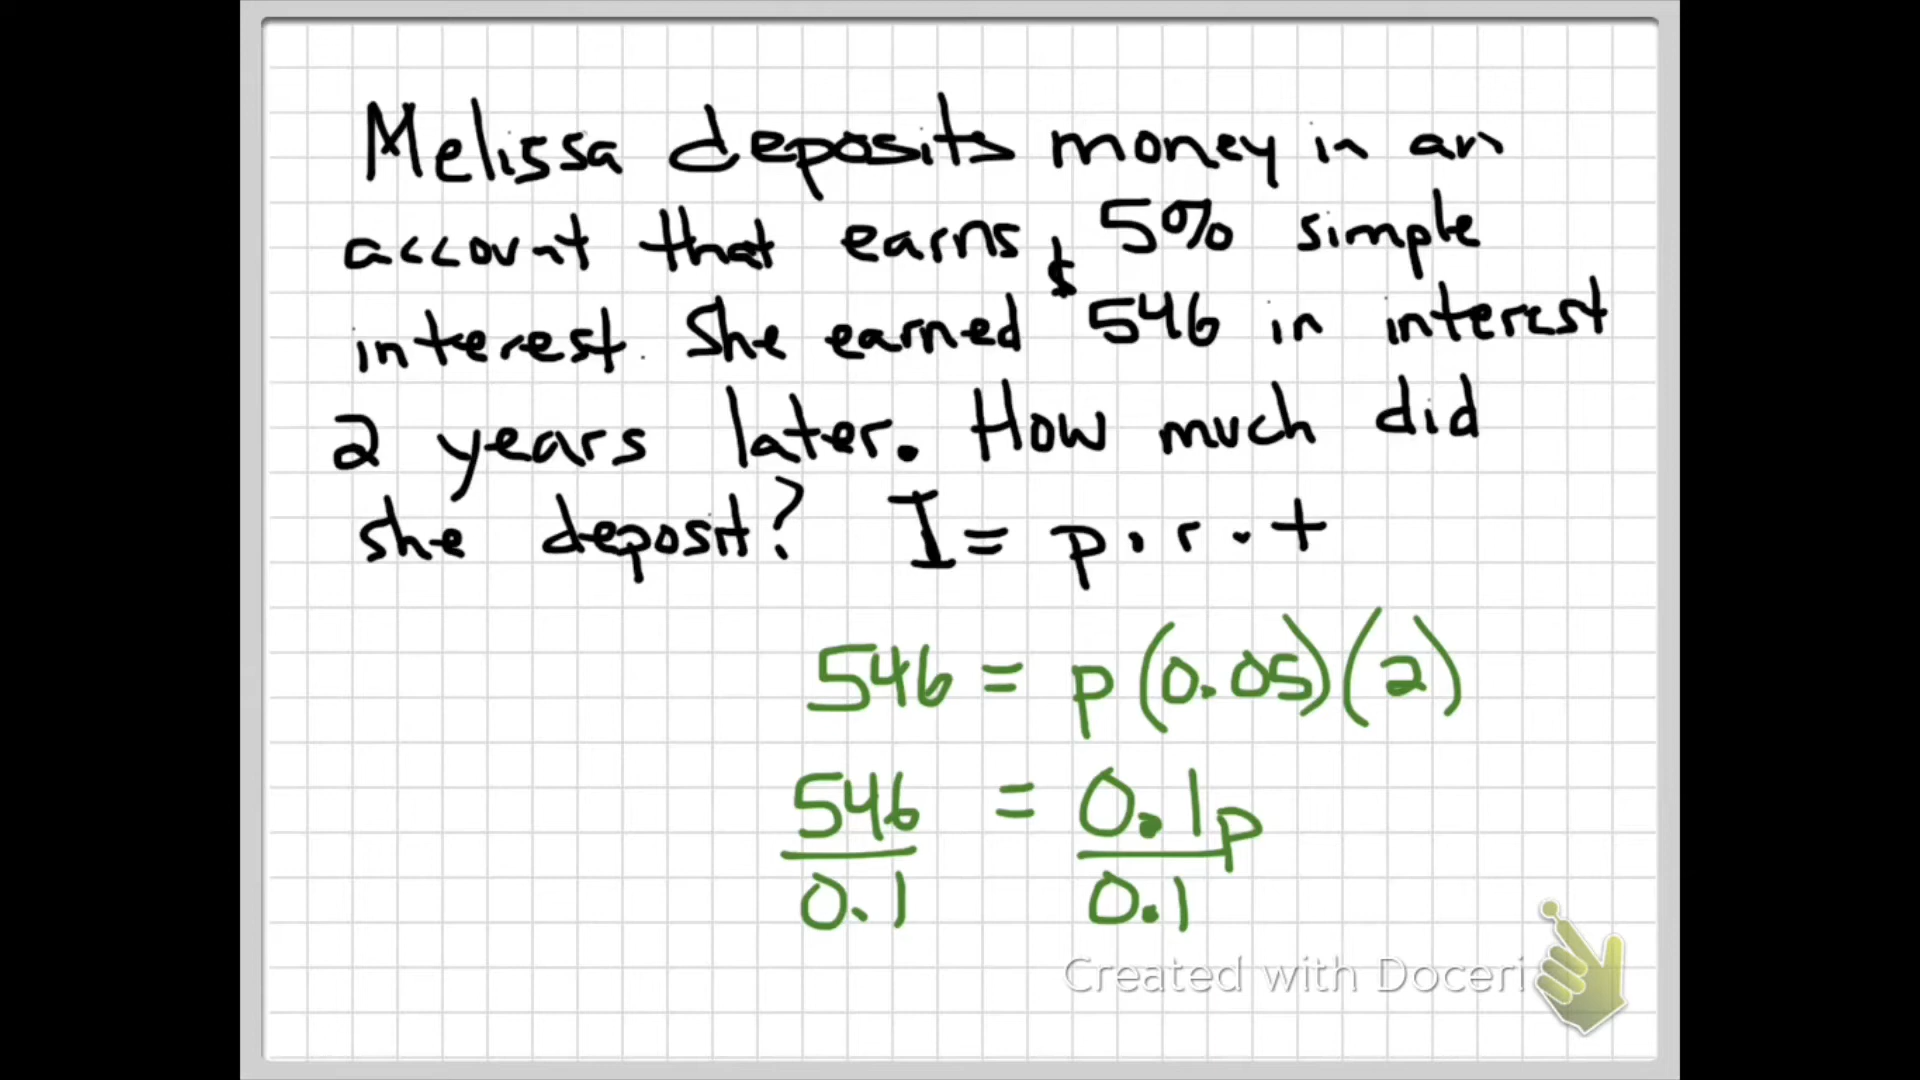 Melissa deposits money in an
account that earns 5% simple
interest. She earned $546 in interest
2 years later. How much did
she deposit? I = p · r · t
546 = p(0.05)(2)
546 = 0.1p
0.1 0.1
Created with Doceri